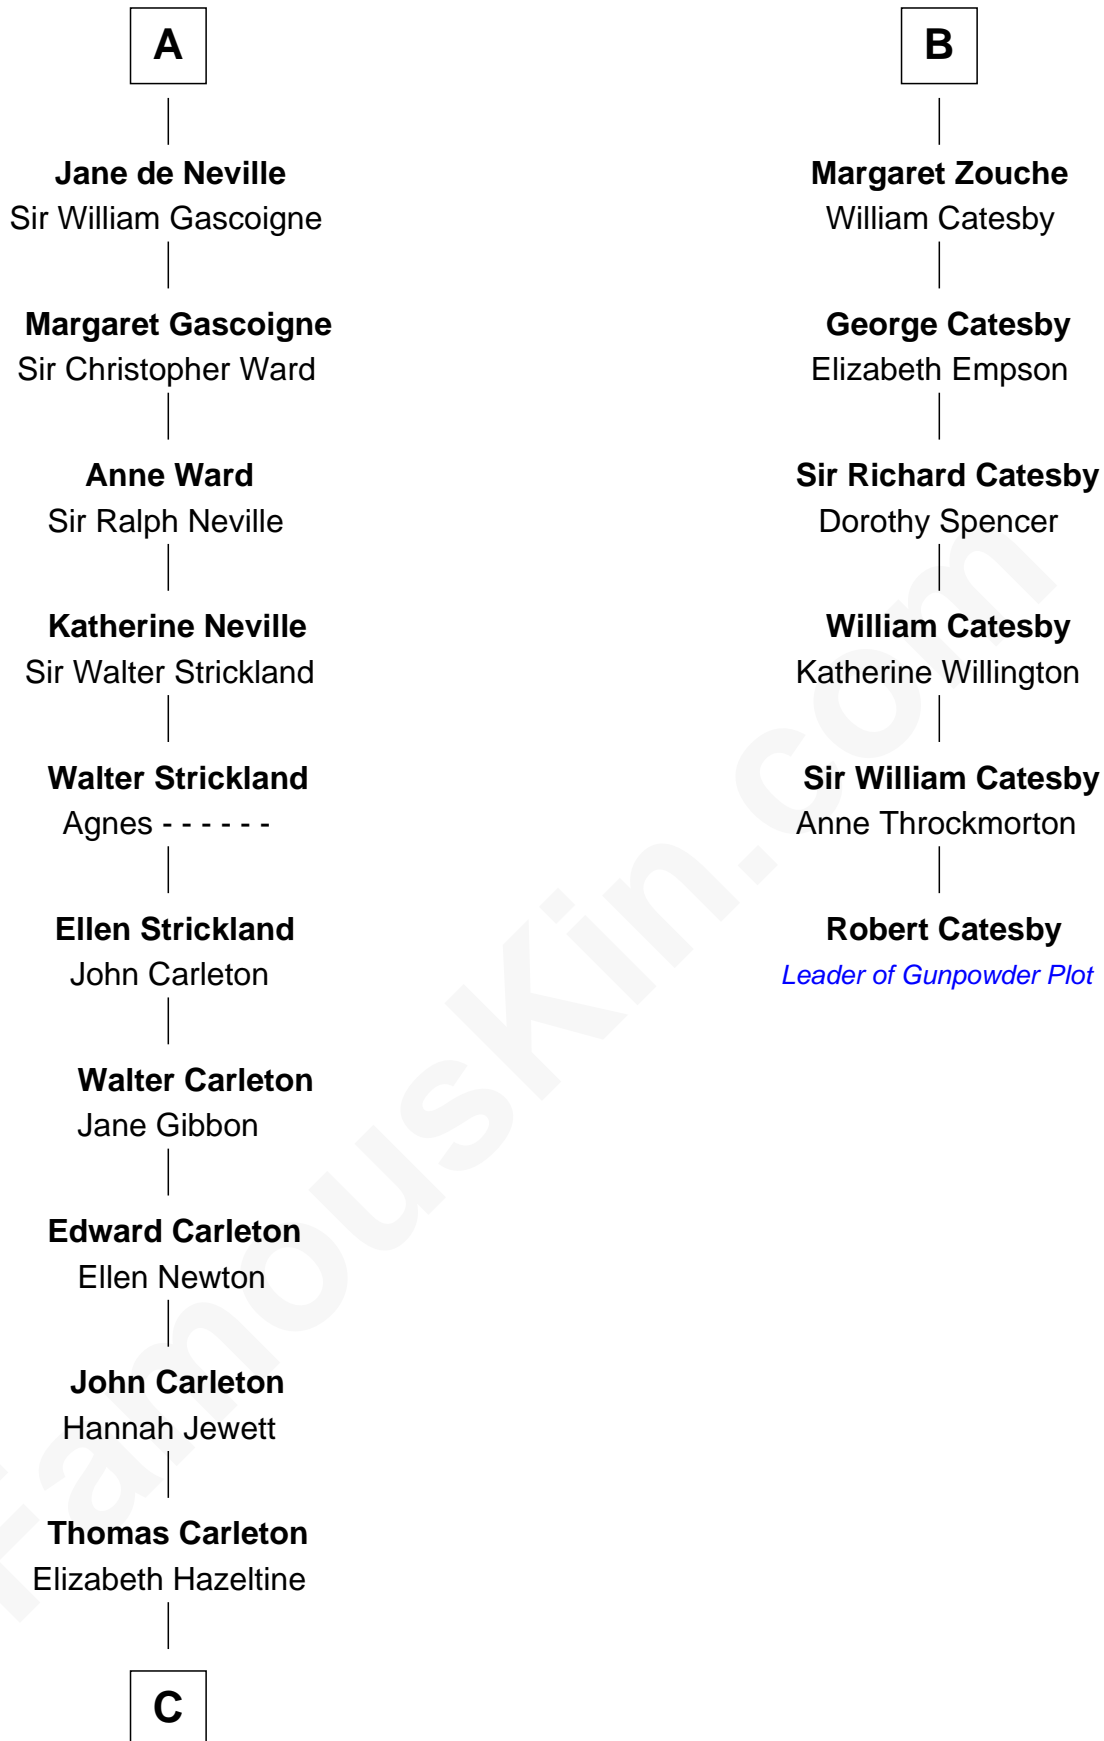 A
Jane de Neville
Sir William Gascoigne
Margaret Gascoigne
Sir Christopher Ward
Anne Ward
Sir Ralph Neville
Katherine Neville
Sir Walter Strickland
Walter Strickland
Agnes - - - - - -
Ellen Strickland
John Carleton
Walter Carleton
Jane Gibbon
Edward Carleton
Ellen Newton
John Carleton
Hannah Jewett
Thomas Carleton
Elizabeth Hazeltine
C
B
Margaret Zouche
William Catesby
George Catesby
Elizabeth Empson
Sir Richard Catesby
Dorothy Spencer
William Catesby
Katherine Willington
Sir William Catesby
Anne Throckmorton
Robert Catesby
Leader of Gunpowder Plot
FamousKin.com